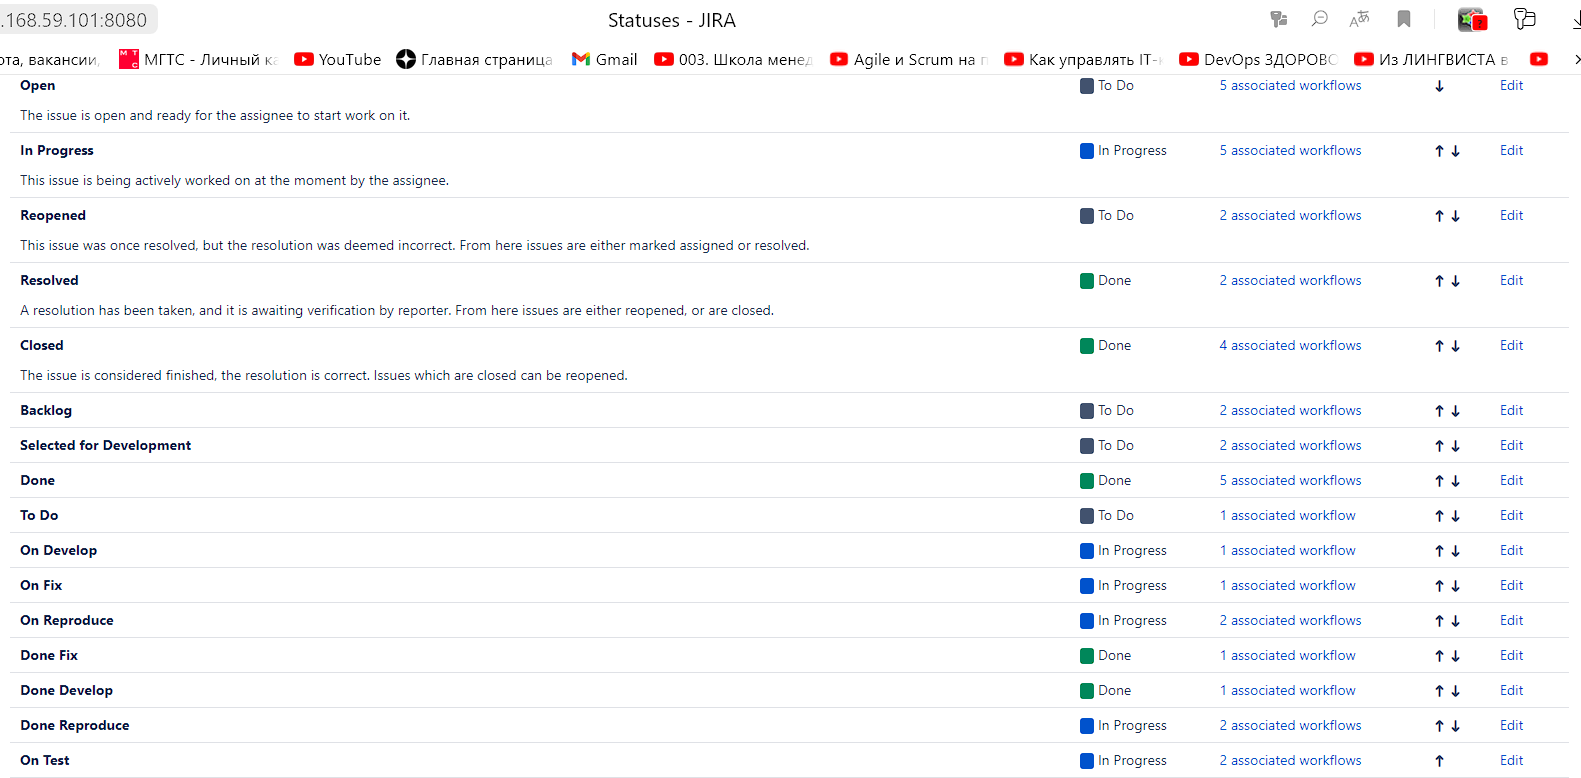 .168.59.101:8080 Statuses - JIRA
ота, вакансии, МГТС - Личный ка YouTube Главная страница Gmail 003. Школа менед Agile и Scrum на п Как управлять IT-к DevOps ЗДОРОВО Из ЛИНГВИСТА в
Open To Do 5 associated workflows Edit
The issue is open and ready for the assignee to start work on it.
In Progress In Progress 5 associated workflows Edit
This issue is being actively worked on at the moment by the assignee.
Reopened To Do 2 associated workflows Edit
This issue was once resolved, but the resolution was deemed incorrect. From here issues are either marked assigned or resolved.
Resolved Done 2 associated workflows Edit
A resolution has been taken, and it is awaiting verification by reporter. From here issues are either reopened, or are closed.
Closed Done 4 associated workflows Edit
The issue is considered finished, the resolution is correct. Issues which are closed can be reopened.
Backlog To Do 2 associated workflows Edit
Selected for Development To Do 2 associated workflows Edit
Done Done 5 associated workflows Edit
To Do To Do 1 associated workflow Edit
On Develop In Progress 1 associated workflow Edit
On Fix In Progress 1 associated workflow Edit
On Reproduce In Progress 2 associated workflows Edit
Done Fix Done 1 associated workflow Edit
Done Develop Done 1 associated workflow Edit
Done Reproduce In Progress 2 associated workflows Edit
On Test In Progress 2 associated workflows Edit